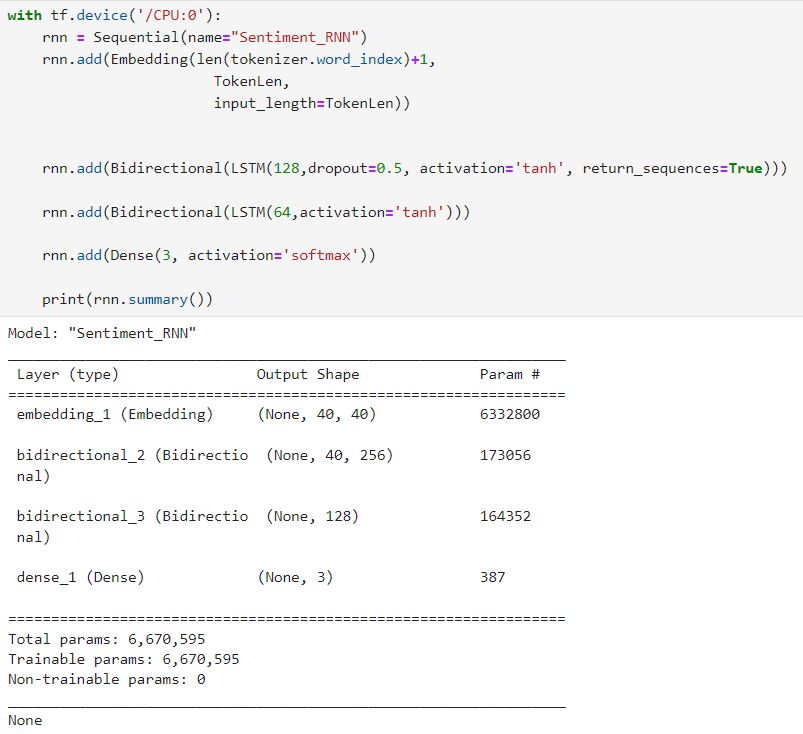 with tf.device('/CPU:0'):
    rnn = Sequential(name="Sentiment_RNN")
    rnn.add(Embedding(len(tokenizer.word_index)+1,
                      TokenLen,
                      input_length=TokenLen))
    rnn.add(Bidirectional(LSTM(128,dropout=0.5, activation='tanh', return_sequences=True)))
    rnn.add(Bidirectional(LSTM(64,activation='tanh')))
    rnn.add(Dense(3, activation='softmax'))
    print(rnn.summary())
Model: "Sentiment_RNN"
_________________________________________________________________
 Layer (type)                Output Shape              Param #
=================================================================
 embedding_1 (Embedding)     (None, 40, 40)            6332800
 bidirectional_2 (Bidirectio  (None, 40, 256)          173056
 nal)
 bidirectional_3 (Bidirectio  (None, 128)              164352
 nal)
 dense_1 (Dense)             (None, 3)                 387
=================================================================
Total params: 6,670,595
Trainable params: 6,670,595
Non-trainable params: 0
_________________________________________________________________
None